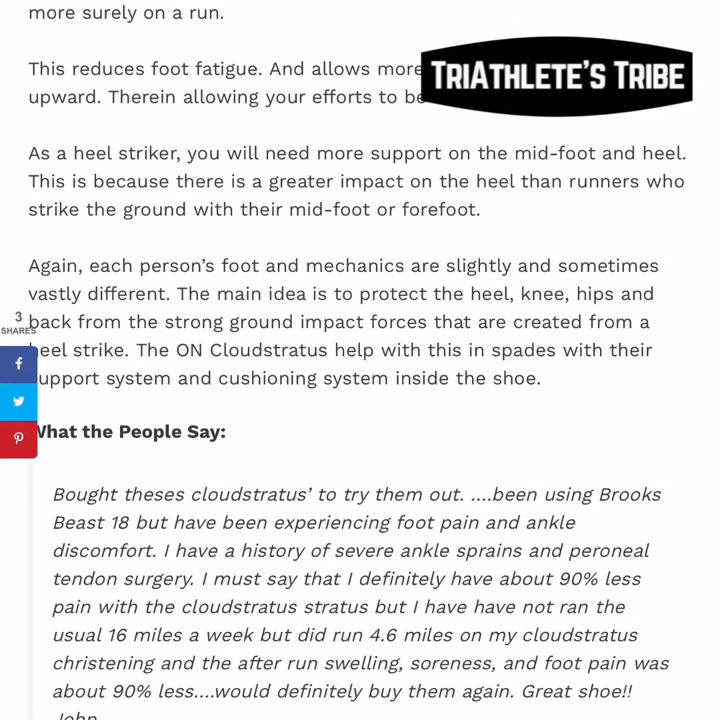 more surely on a run.
This reduces foot fatigue. And allows more
upward. Therein allowing your efforts to be
TRIATHLETE'S TRIBE
As a heel striker, you will need more support on the mid-foot and heel.
This is because there is a greater impact on the heel than runners who
strike the ground with their mid-foot or forefoot.
Again, each person's foot and mechanics are slightly and sometimes
vastly different. The main idea is to protect the heel, knee, hips and
3
SHARES
back from the strong ground impact forces that are created from a
heel strike. The ON Cloudstratus help with this in spades with their
support system and cushioning system inside the shoe.
What the People Say:
Bought theses cloudstratus' to try them out. ....been using Brooks
Beast 18 but have been experiencing foot pain and ankle
discomfort. I have a history of severe ankle sprains and peroneal
tendon surgery. I must say that I definitely have about 90% less
pain with the cloudstratus stratus but I have have not ran the
usual 16 miles a week but did run 4.6 miles on my cloudstratus
christening and the after run swelling, soreness, and foot pain was
about 90% less....would definitely buy them again. Great shoe!!
John